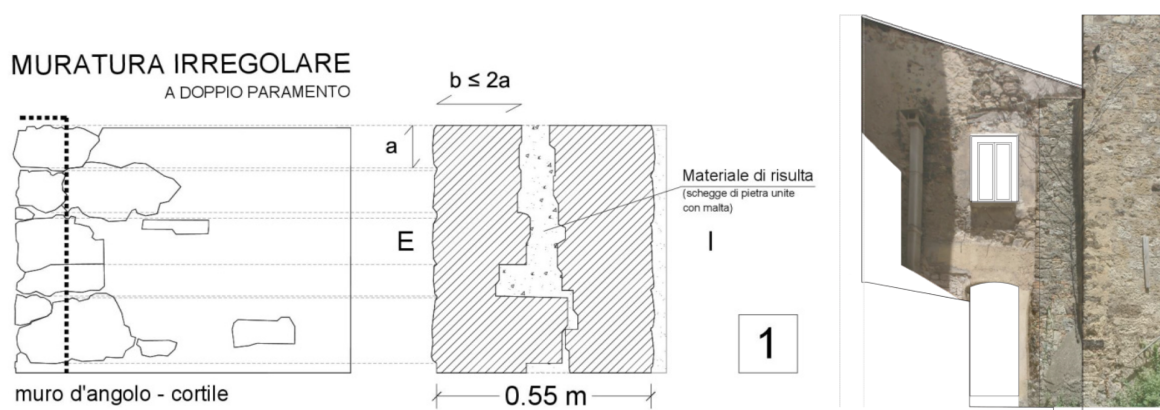 MURATURA IRREGOLARE
A DOPPIO PARAMENTO
b ≤ 2a
a
Materiale di risulta
(schegge di pietra unite
con malta)
E
I
1
muro d'angolo - cortile
0.55 m